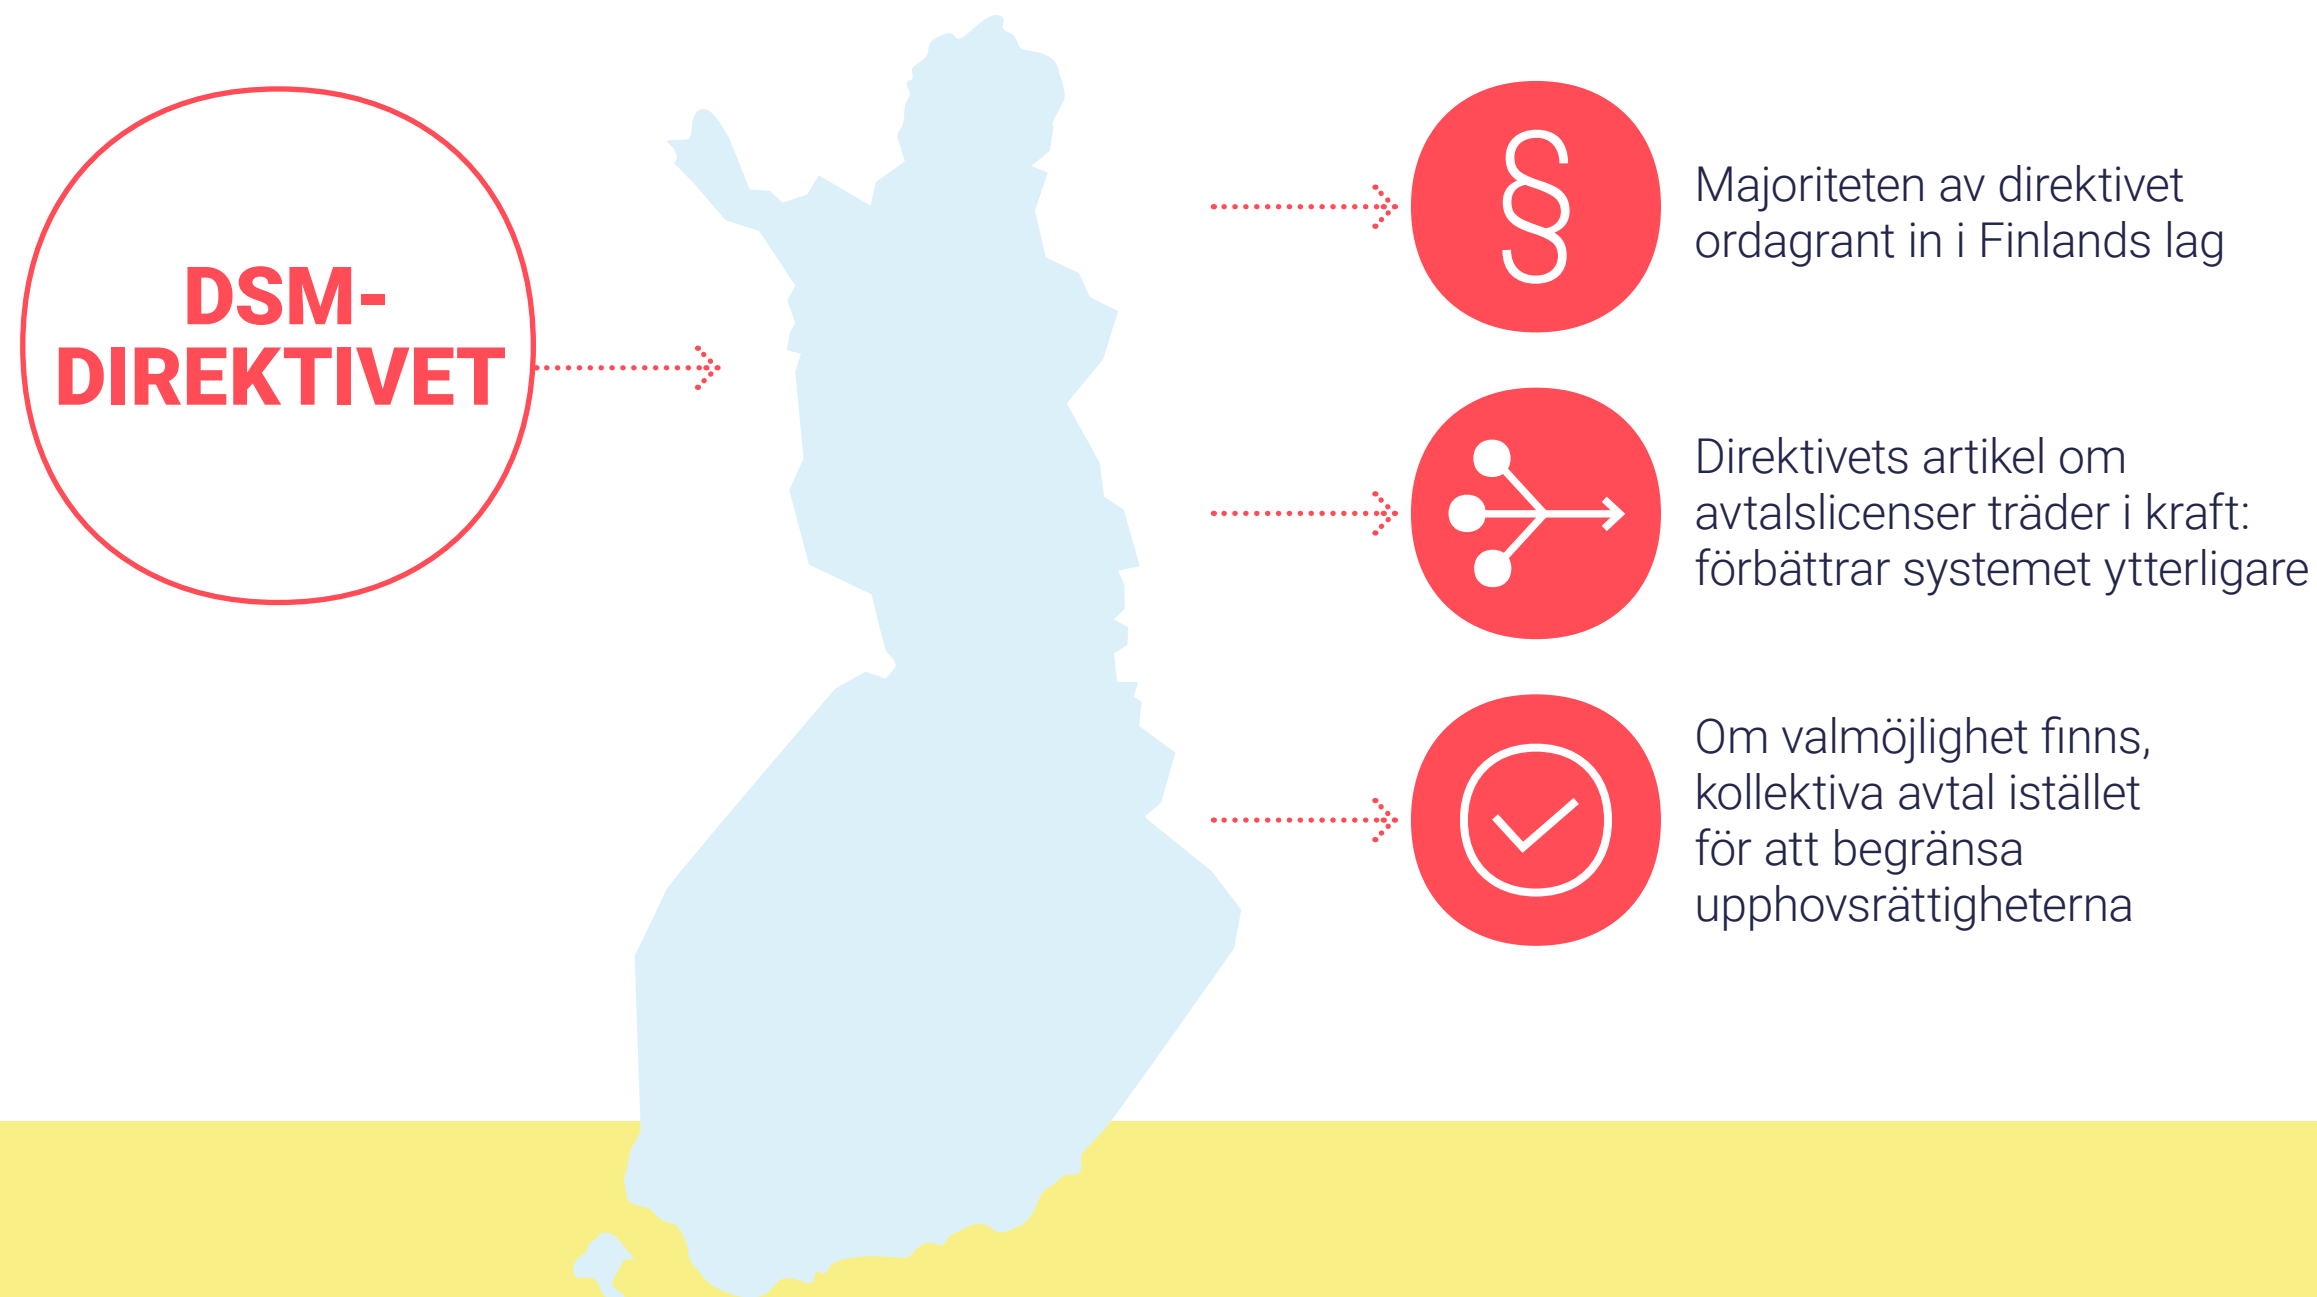 DSM-
DIREKTIVET
Majoriteten av direktivet
ordagrant in i Finlands lag
Direktivets artikel om
avtalslicenser träder i kraft:
förbättrar systemet ytterligare
Om valmöjlighet finns,
kollektiva avtal istället
för att begränsa
upphovsrättigheterna